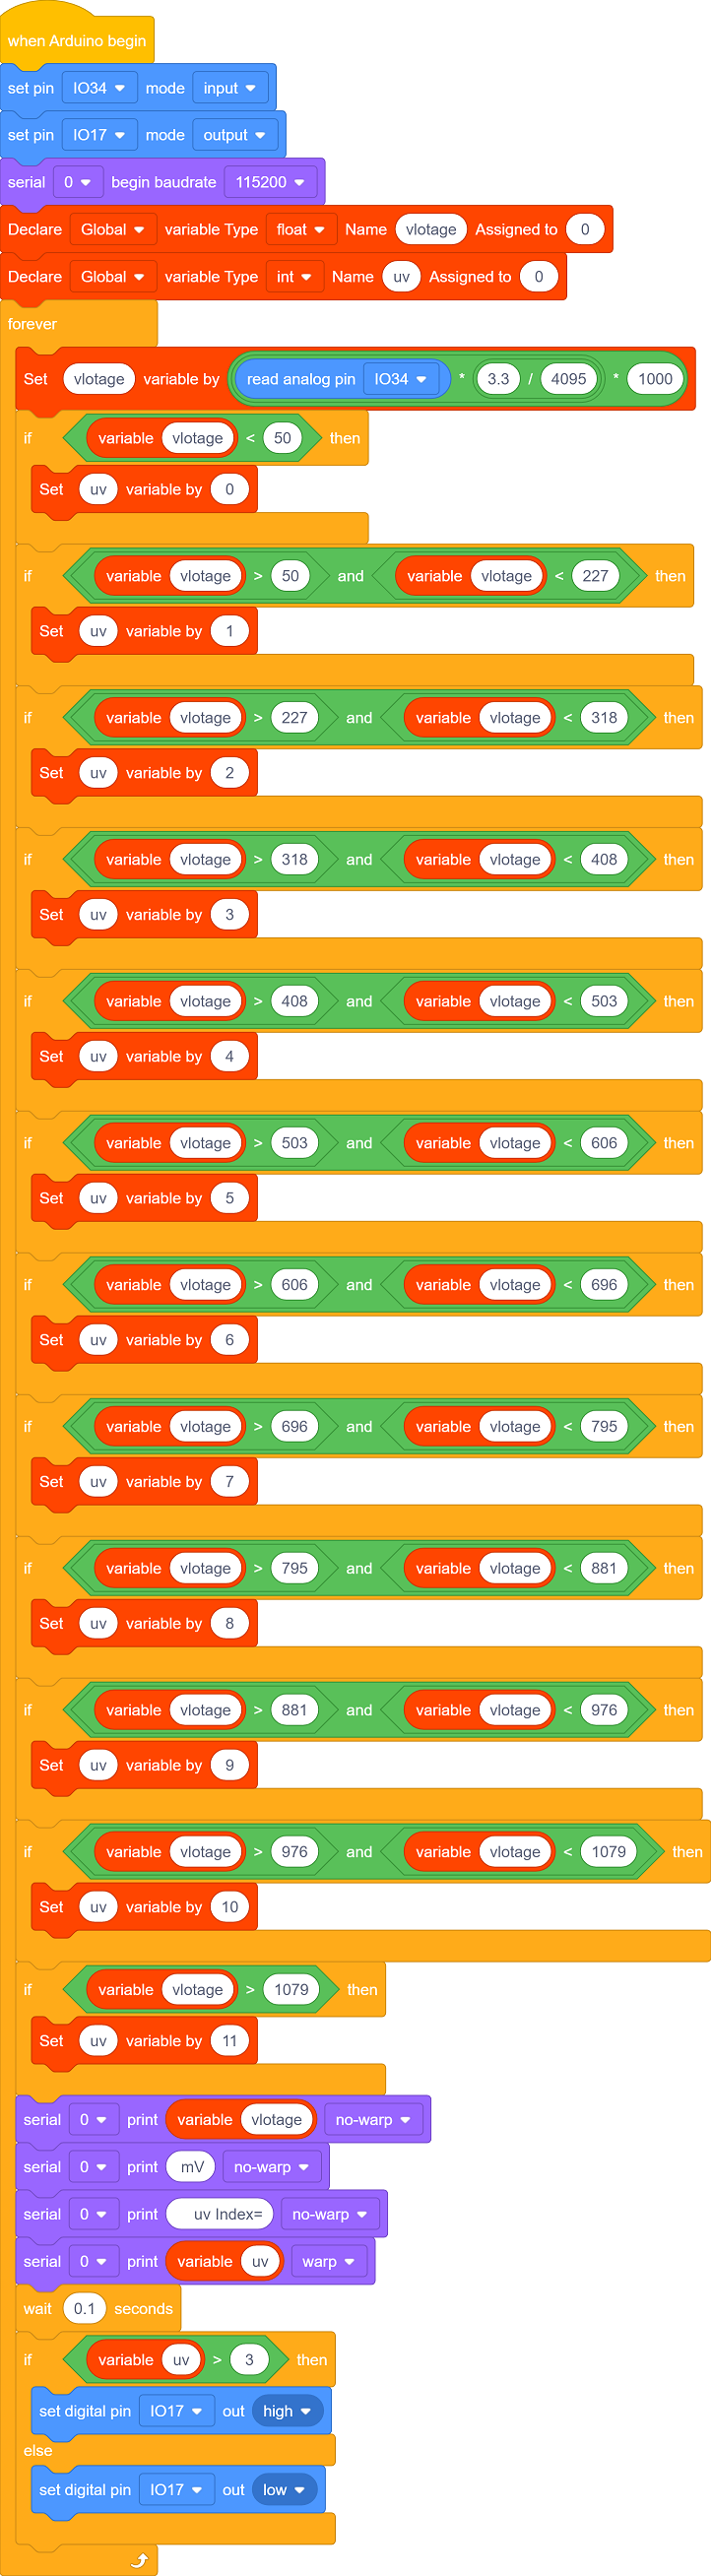 when Arduino begin
set pin IO34 mode input
set pin IO17 mode output
serial 0 begin baudrate 115200
Declare Global variable Type float Name vlotage Assigned to 0
Declare Global variable Type int Name uv Assigned to 0
forever
Set vlotage variable by read analog pin IO34 * 3.3 / 4095 * 1000
if variable vlotage < 50 then
Set uv variable by 0
if variable vlotage > 50 and variable vlotage < 227 then
Set uv variable by 1
if variable vlotage > 227 and variable vlotage < 318 then
Set uv variable by 2
if variable vlotage > 318 and variable vlotage < 408 then
Set uv variable by 3
if variable vlotage > 408 and variable vlotage < 503 then
Set uv variable by 4
if variable vlotage > 503 and variable vlotage < 606 then
Set uv variable by 5
if variable vlotage > 606 and variable vlotage < 696 then
Set uv variable by 6
if variable vlotage > 696 and variable vlotage < 795 then
Set uv variable by 7
if variable vlotage > 795 and variable vlotage < 881 then
Set uv variable by 8
if variable vlotage > 881 and variable vlotage < 976 then
Set uv variable by 9
if variable vlotage > 976 and variable vlotage < 1079 then
Set uv variable by 10
if variable vlotage > 1079 then
Set uv variable by 11
serial 0 print variable vlotage no-warp
serial 0 print mV no-warp
serial 0 print uv Index= no-warp
serial 0 print variable uv warp
wait 0.1 seconds
if variable uv > 3 then
set digital pin IO17 out high
else
set digital pin IO17 out low